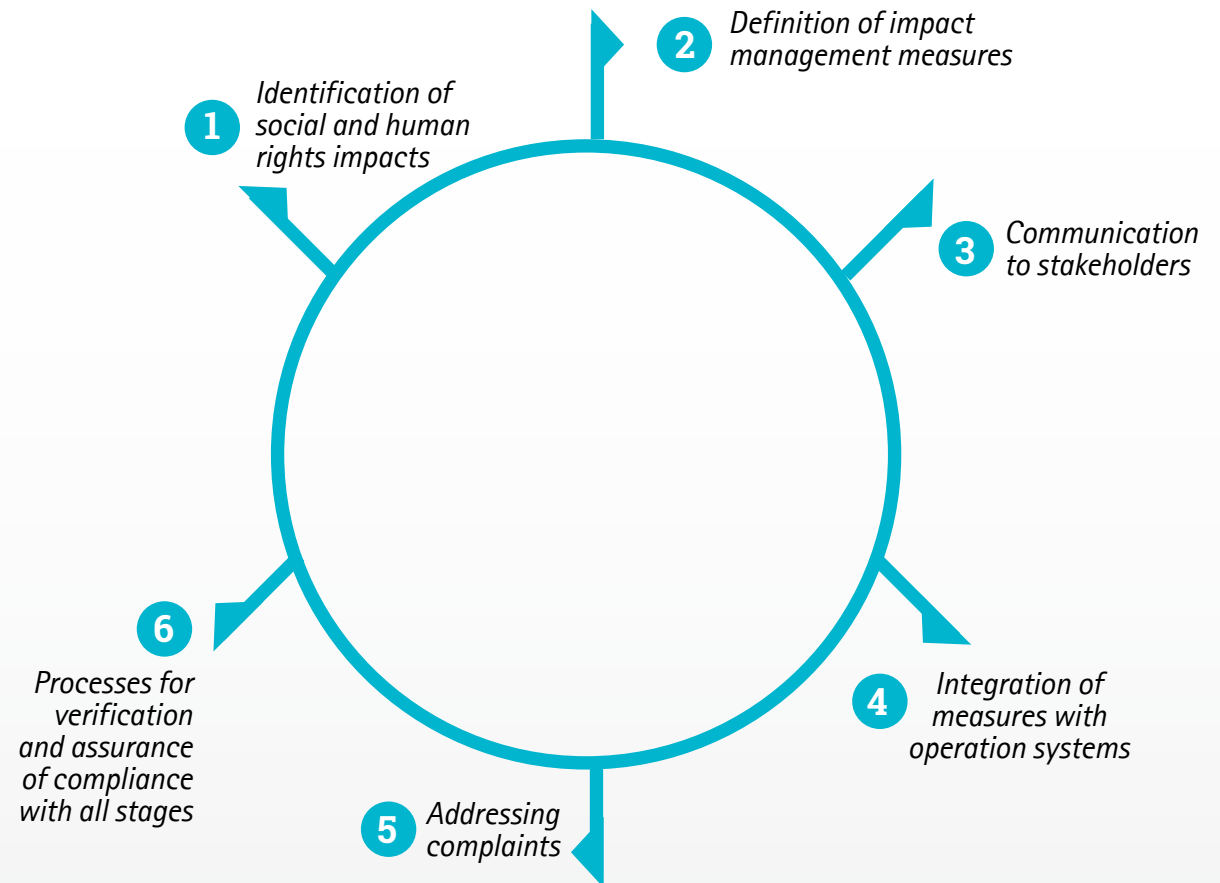 1
Identification of
social and human
rights impacts
2
Definition of impact
management measures
3
Communication
to stakeholders
4
Integration of
measures with
operation systems
5
Addressing
complaints
6
Processes for
verification
and assurance
of compliance
with all stages